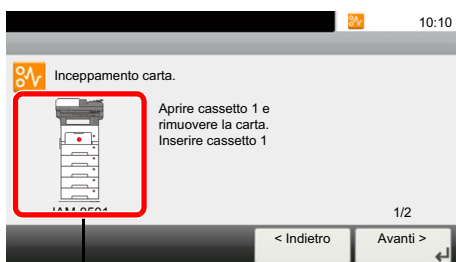 10:10
Inceppamento carta.
Aprire cassetto 1 e
rimuovere la carta.
Inserire cassetto 1
1/2
< Indietro
Avanti >